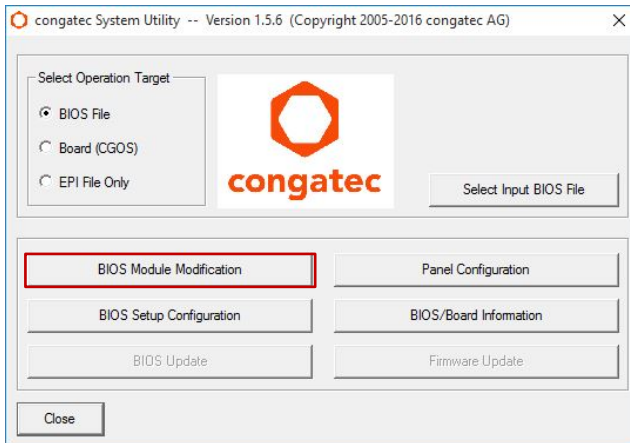 congatec System Utility -- Version 1.5.6 (Copyright 2005-2016 congatec AG)
Select Operation Target
BIOS File
Board (CGOS)
EPI File Only
congatec
Select Input BIOS File
BIOS Module Modification
Panel Configuration
BIOS Setup Configuration
BIOS/Board Information
BIOS Update
Firmware Update
Close